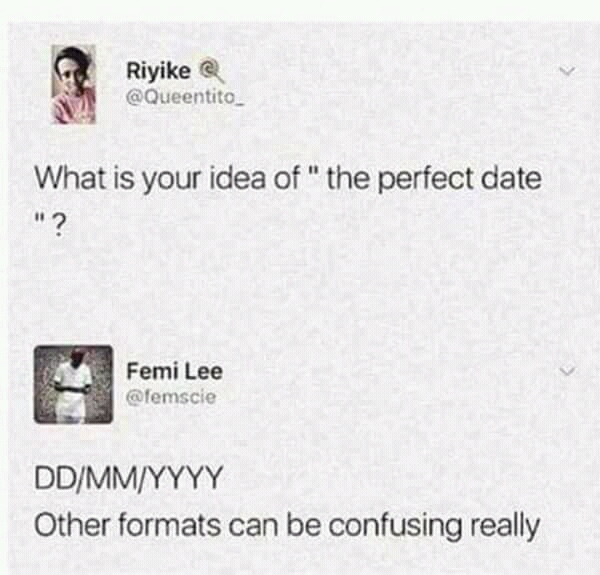 Riyike
@Queentito_
What is your idea of " the perfect date
" ?
Femi Lee
@femscie
DD/MM/YYYY
Other formats can be confusing really